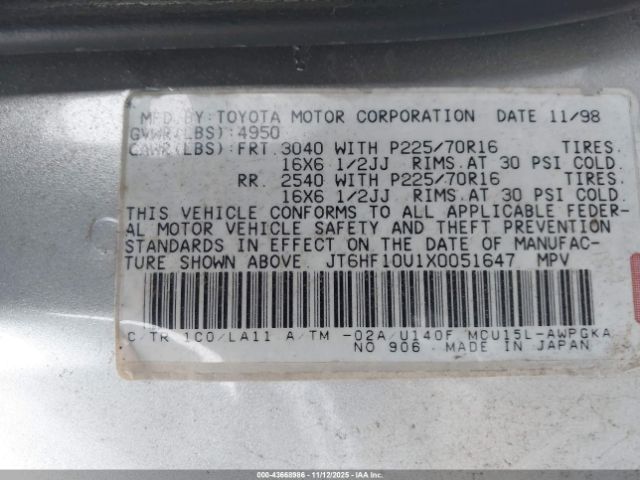 MFD.BY:TOYOTA MOTOR CORPORATION DATE 11/98
GVWR(LBS):4950
GAWR(LBS):FRT.3040 WITH P225/70R16 TIRES.
16X6 1/2JJ RIMS.AT 30 PSI COLD.
RR. 2540 WITH P225/70R16 TIRES.
16X6 1/2JJ RIMS.AT 30 PSI COLD.
THIS VEHICLE CONFORMS TO ALL APPLICABLE FEDER-
AL MOTOR VEHICLE SAFETY AND THEFT PREVENTION
STANDARDS IN EFFECT ON THE DATE OF MANUFAC-
TURE SHOWN ABOVE. JT6HF10U1X0051647 MPV
C/TR 1C0/LA11 A/TM -02A/U140F MCU15L-AWPGKA
NO 906 MADE IN JAPAN
000-43668986 - 11/12/2025 - IAAI.COM